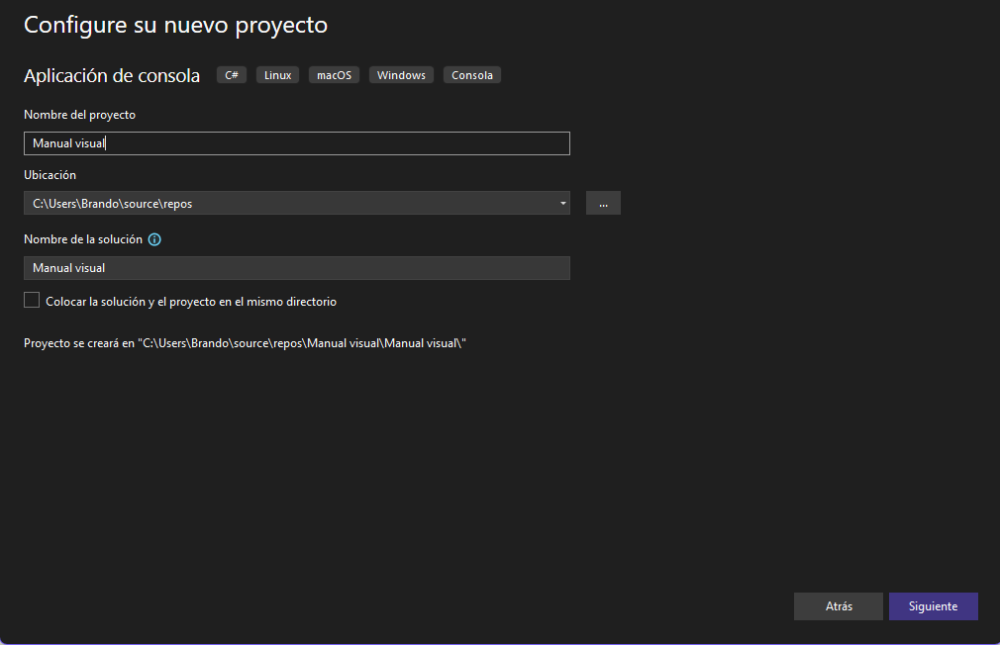 Configure su nuevo proyecto
Aplicación de consola C# Linux macOS Windows Consola
Nombre del proyecto
Manual visual
Ubicación
C:\Users\Brando\source\repos ...
Nombre de la solución
Manual visual
Colocar la solución y el proyecto en el mismo directorio
Proyecto se creará en "C:\Users\Brando\source\repos\Manual visual\Manual visual\"
Atrás Siguiente